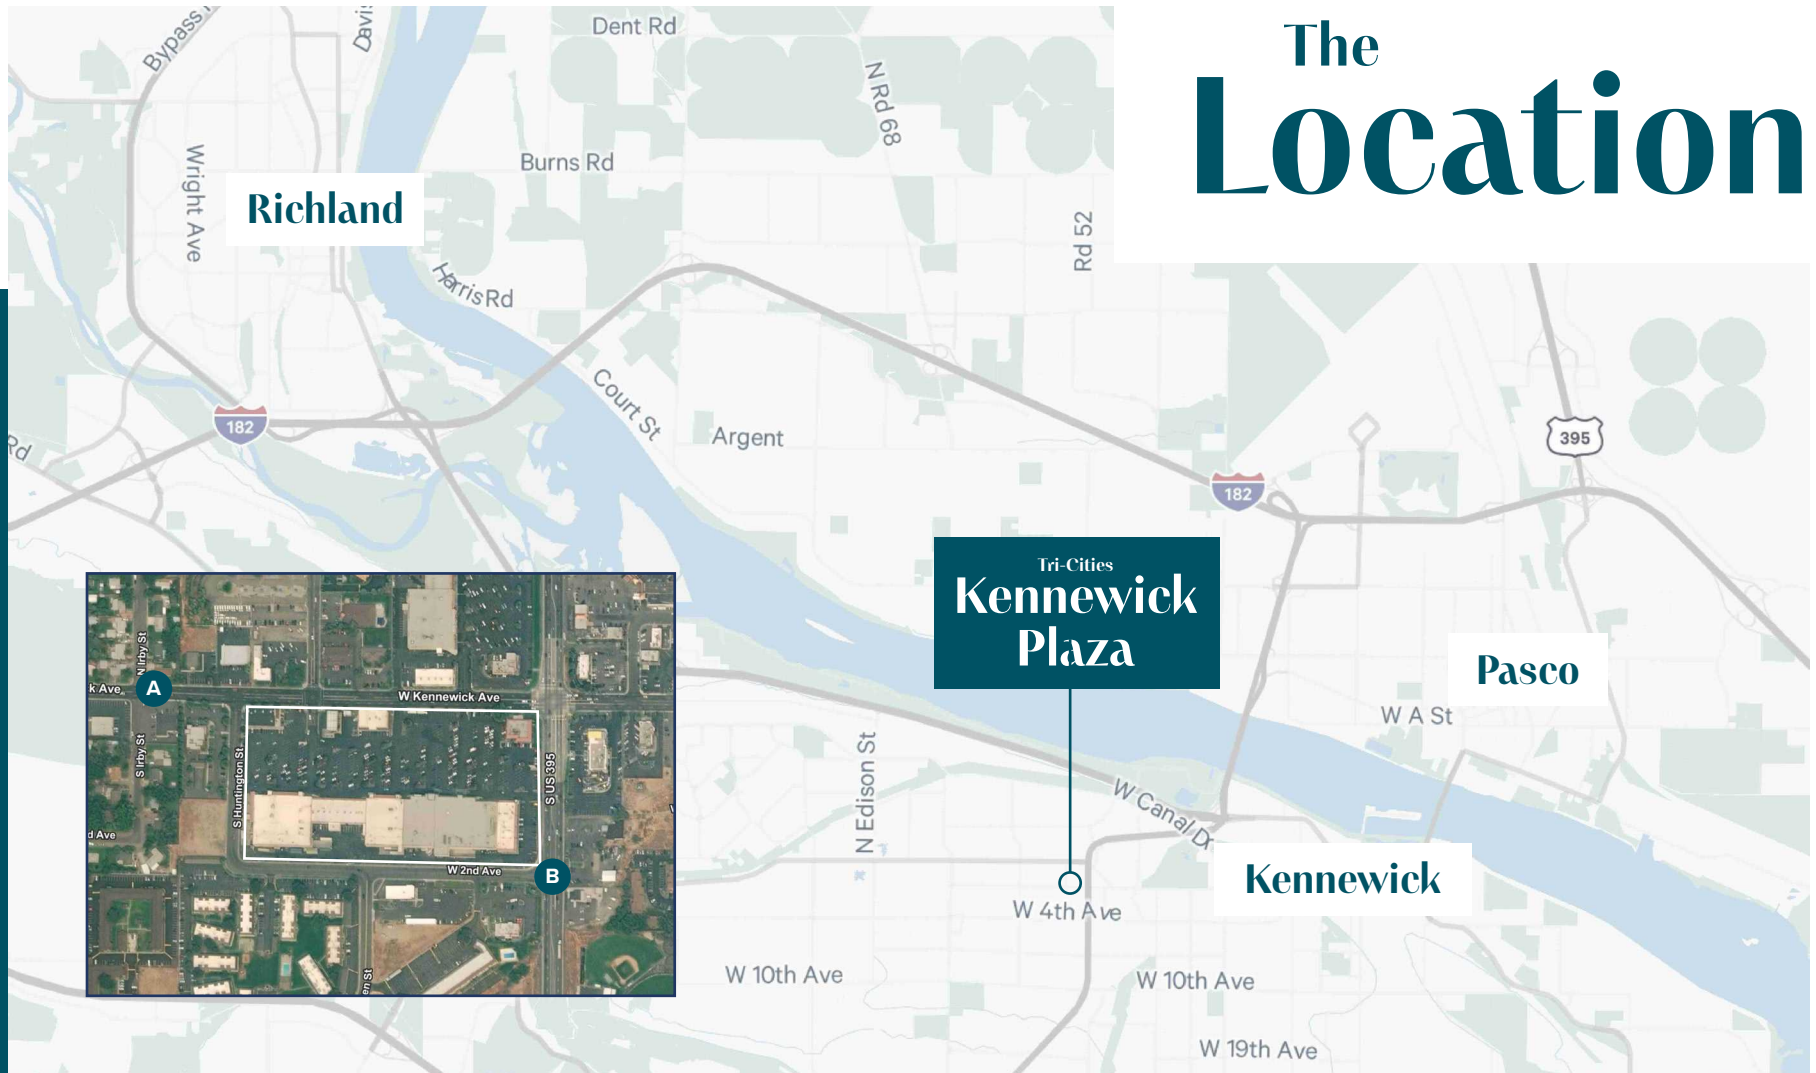 The
Location
Dent Rd
Bypass
Davis
N Rd 68
Burns Rd
Wright Ave
Richland
Rd 52
Harris Rd
Court St
182
Argent
395
Rd
182
Tri-Cities
Kennewick
Plaza
Pasco
W A St
N Edison St
W Canal Dr
Kennewick
W 4th Ave
W 10th Ave
W 10th Ave
W 19th Ave
N Irby St
A
k Ave
W Kennewick Ave
S Irby St
S Huntington St
S US 395
d Ave
W 2nd Ave
B
en St